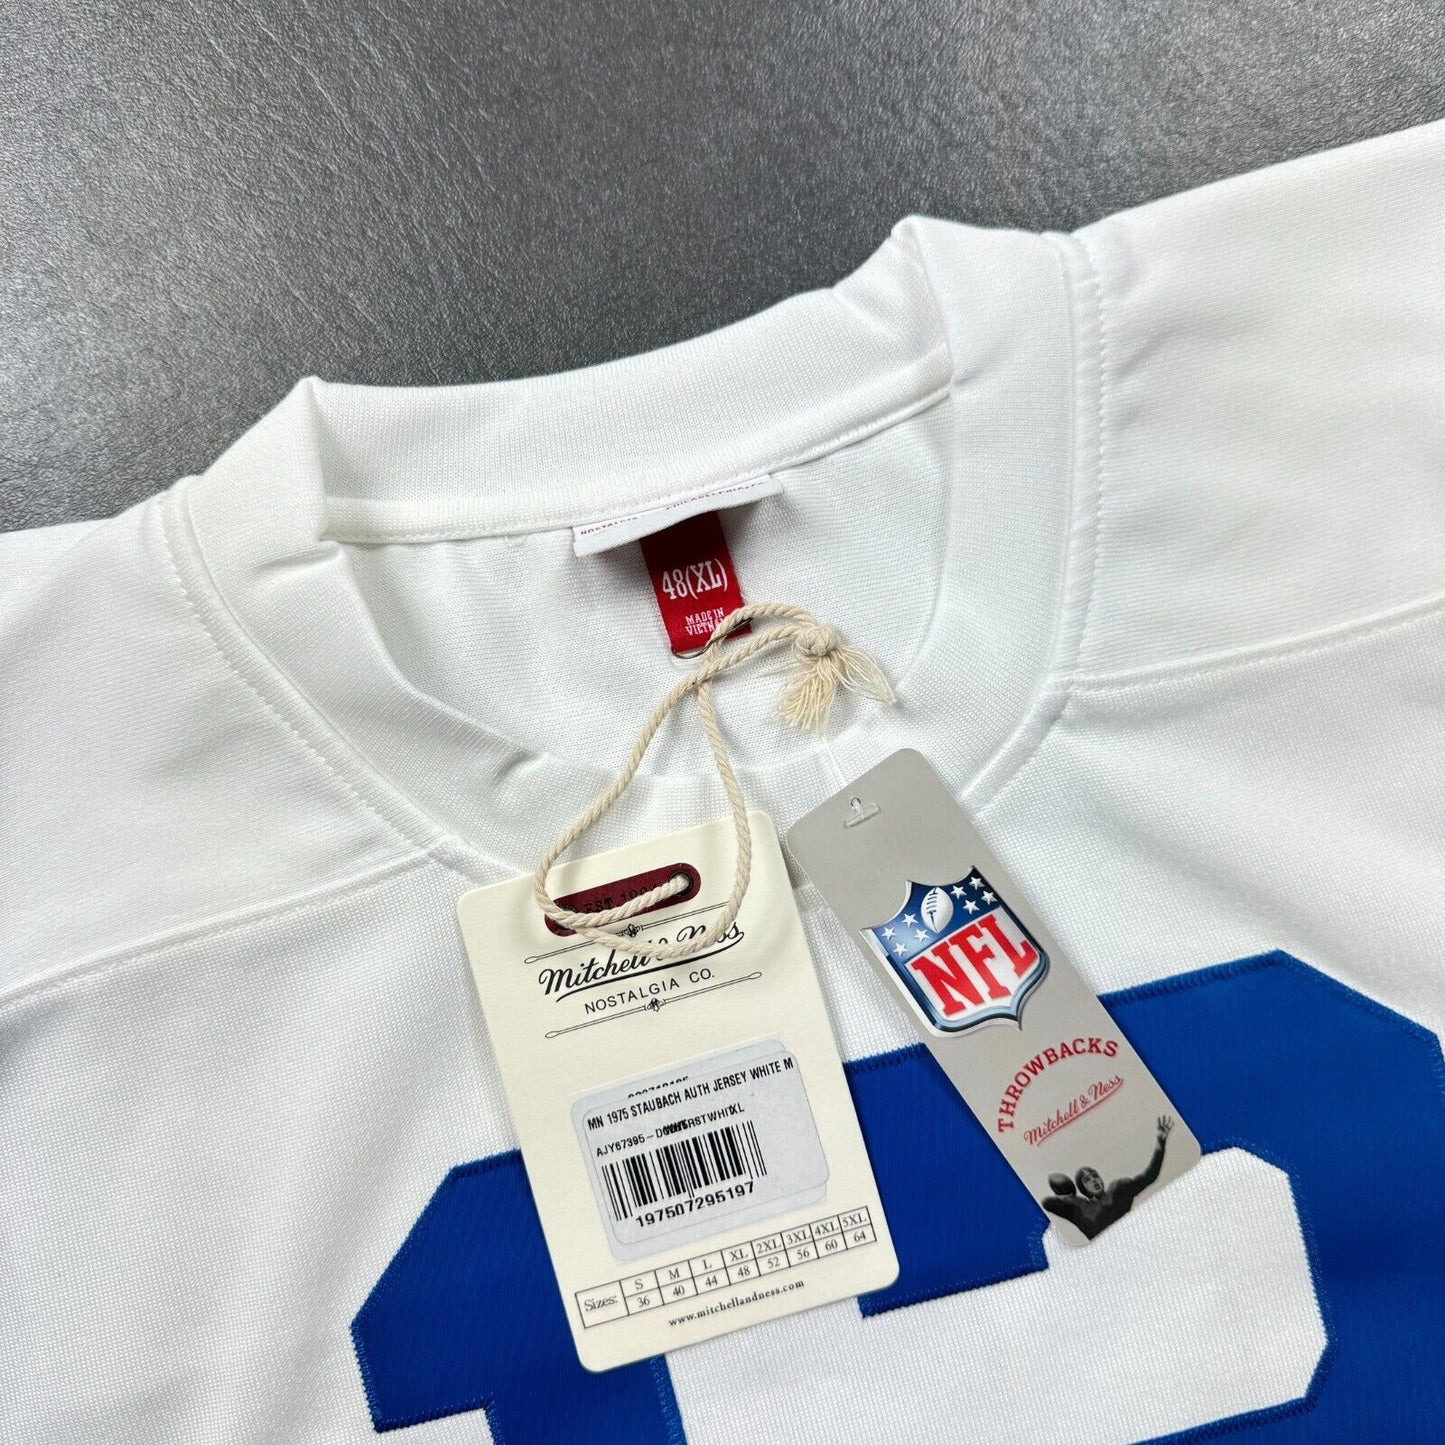 48(XL)
MADE IN
Mitchell & Ness
NOSTALGIA CO.
MN 1975 STAUBACH AUTH JERSEY WHITE M
197507295197
Sizes: S M L XL 2XL 3XL 4XL 5XL
36 40 44 48 52 56 60 64
www.mitchellandness.com
NFL
THROWBACKS
Mitchell & Ness